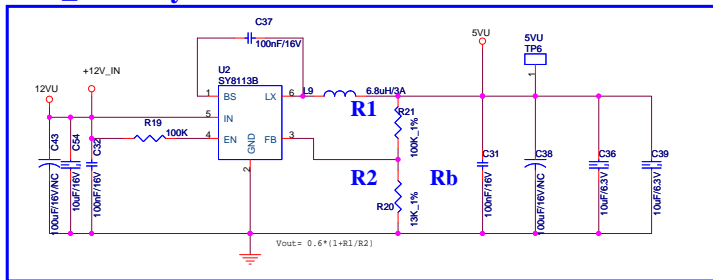 C37
100nF/16V
5VU
5VU
TP6
1
+12V_IN
12VU
U2
SY8113B
L9
6.8uH/3A
1
BS
LX
6
5
IN
R19
100K
4
EN
FB
3
GND
2
R1
R21
100K_1%
R2
Rb
R20
13K_1%
C43
100uF/16V/NC
C54
10uF/16V
C32
100nF/16V
C31
100nF/16V
C38
100uF/16V/NC
C36
10uF/6.3V
C39
10uF/6.3V
Vout= 0.6*(1+R1/R2)